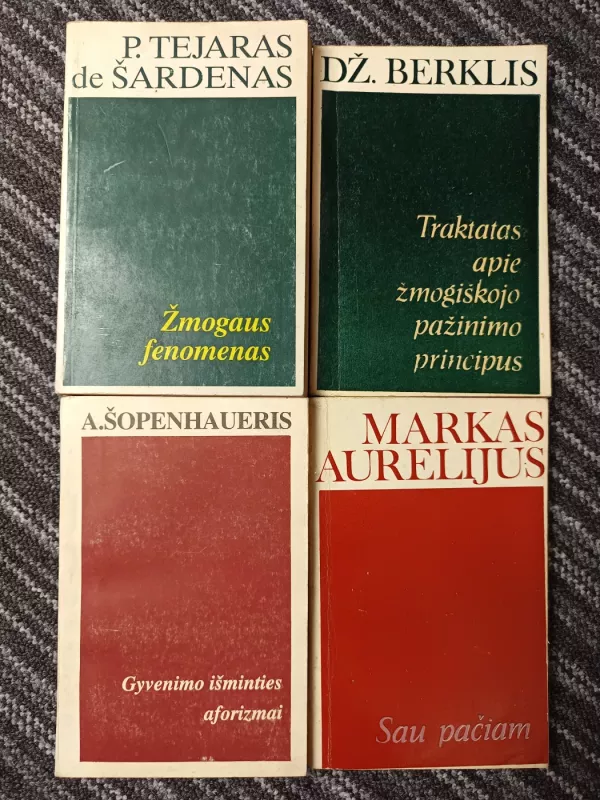 P. TEJARAS
de ŠARDENAS
Žmogaus
fenomenas
DŽ. BERKLIS
Traktatas
apie
žmogiškojo
pažinimo
principus
A.ŠOPENHAUERIS
Gyvenimo išminties
aforizmai
MARKAS
AURELIJUS
Sau pačiam